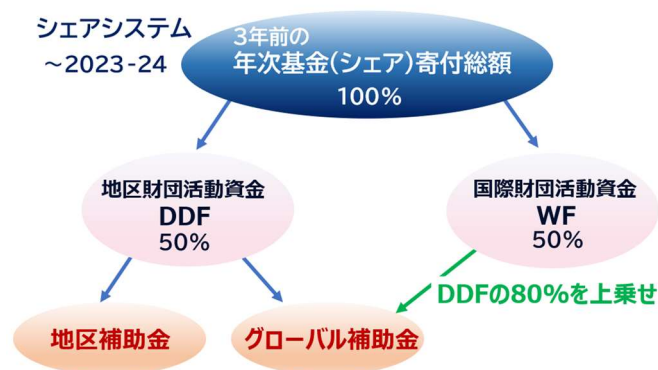 シェアシステム
～2023-24
3年前の
年次基金(シェア)寄付総額
100%
地区財団活動資金
DDF
50%
国際財団活動資金
WF
50%
DDFの80%を上乗せ
地区補助金
グローバル補助金